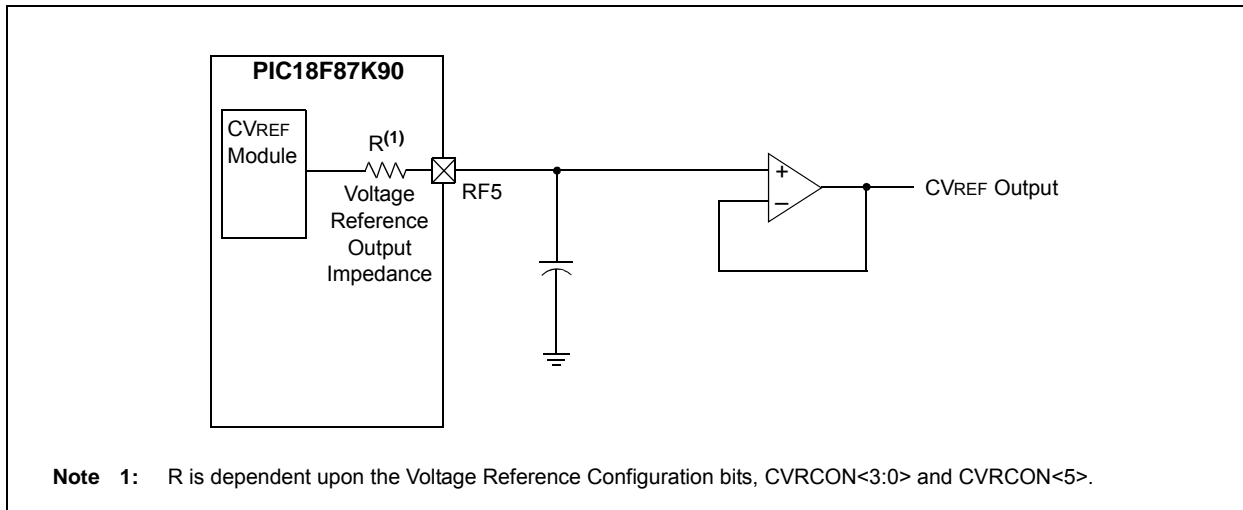 PIC18F87K90
CVREF
Module
R(1)
Voltage
Reference
Output
Impedance
RF5
+
–
CVREF Output
Note 1: R is dependent upon the Voltage Reference Configuration bits, CVRCON<3:0> and CVRCON<5>.